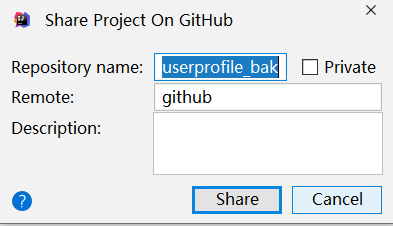 Share Project On GitHub
Repository name: userprofile_bak Private
Remote: github
Description:
? Share Cancel